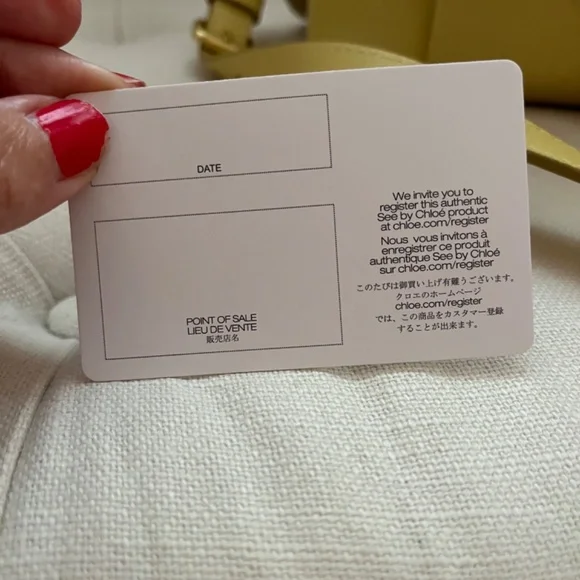 DATE
POINT OF SALE
LIEU DE VENTE
販売店名
We invite you to
register this authentic
See by Chloé product
at chloe.com/register
Nous vous invitons à
enregistrer ce produit
authentique See by Chloé
sur chloe.com/register
このたびは御買い上げ有難うございます。
クロエのホームページ
chloe.com/register
では、この商品をカスタマー登録
することが出来ます。